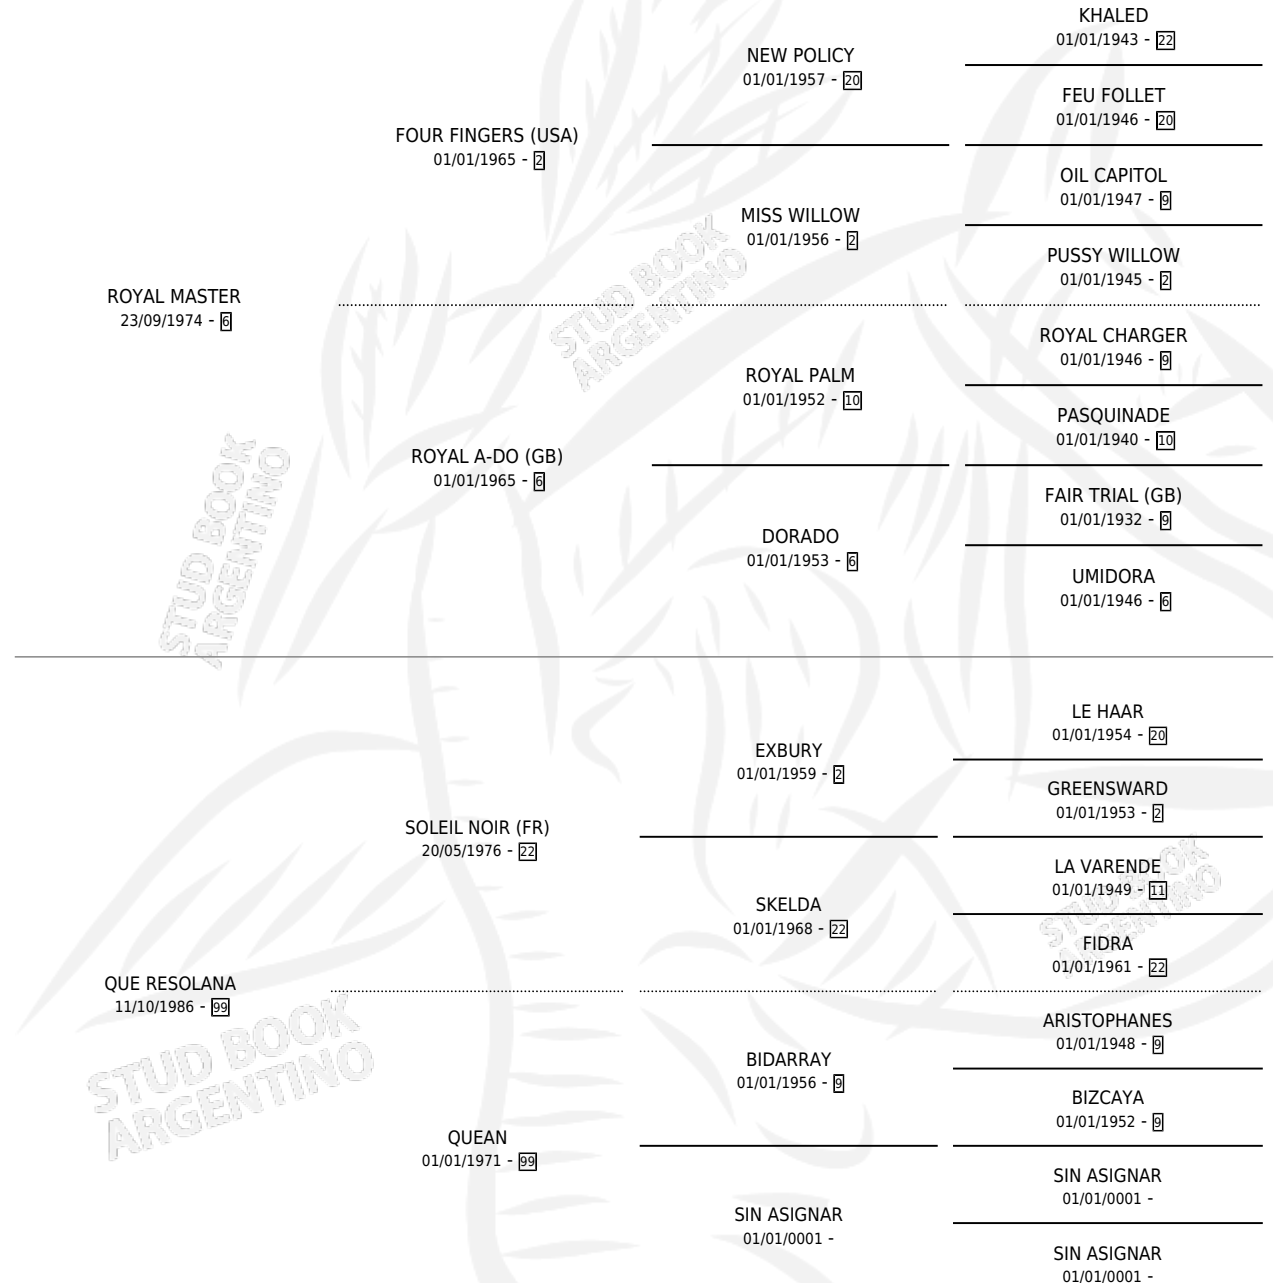 KHALED
01/01/1943 - 22
NEW POLICY
01/01/1957 - 20
FEU FOLLET
01/01/1946 - 20
FOUR FINGERS (USA)
01/01/1965 - 2
OIL CAPITOL
01/01/1947 - 9
MISS WILLOW
01/01/1956 - 2
PUSSY WILLOW
01/01/1945 - 2
STUD BOOK
ARGENTINO
ROYAL MASTER
23/09/1974 - 6
ROYAL CHARGER
01/01/1946 - 9
ROYAL PALM
01/01/1952 - 10
PASQUINADE
01/01/1940 - 10
ROYAL A-DO (GB)
01/01/1965 - 6
FAIR TRIAL (GB)
01/01/1932 - 9
DORADO
01/01/1953 - 6
UMIDORA
01/01/1946 - 6
STUD BOOK
ARGENTINO
LE HAAR
01/01/1954 - 20
EXBURY
01/01/1959 - 2
GREENSWARD
01/01/1953 - 2
SOLEIL NOIR (FR)
20/05/1976 - 22
LA VARENDE
01/01/1949 - 11
SKELDA
01/01/1968 - 22
FIDRA
01/01/1961 - 22
STUD BOOK
ARGENTINO
QUE RESOLANA
11/10/1986 - 99
ARISTOPHANES
01/01/1948 - 9
BIDARRAY
01/01/1956 - 9
BIZCAYA
01/01/1952 - 9
STUD BOOK
ARGENTINO
QUEAN
01/01/1971 - 99
SIN ASIGNAR
01/01/0001 -
SIN ASIGNAR
01/01/0001 -
SIN ASIGNAR
01/01/0001 -